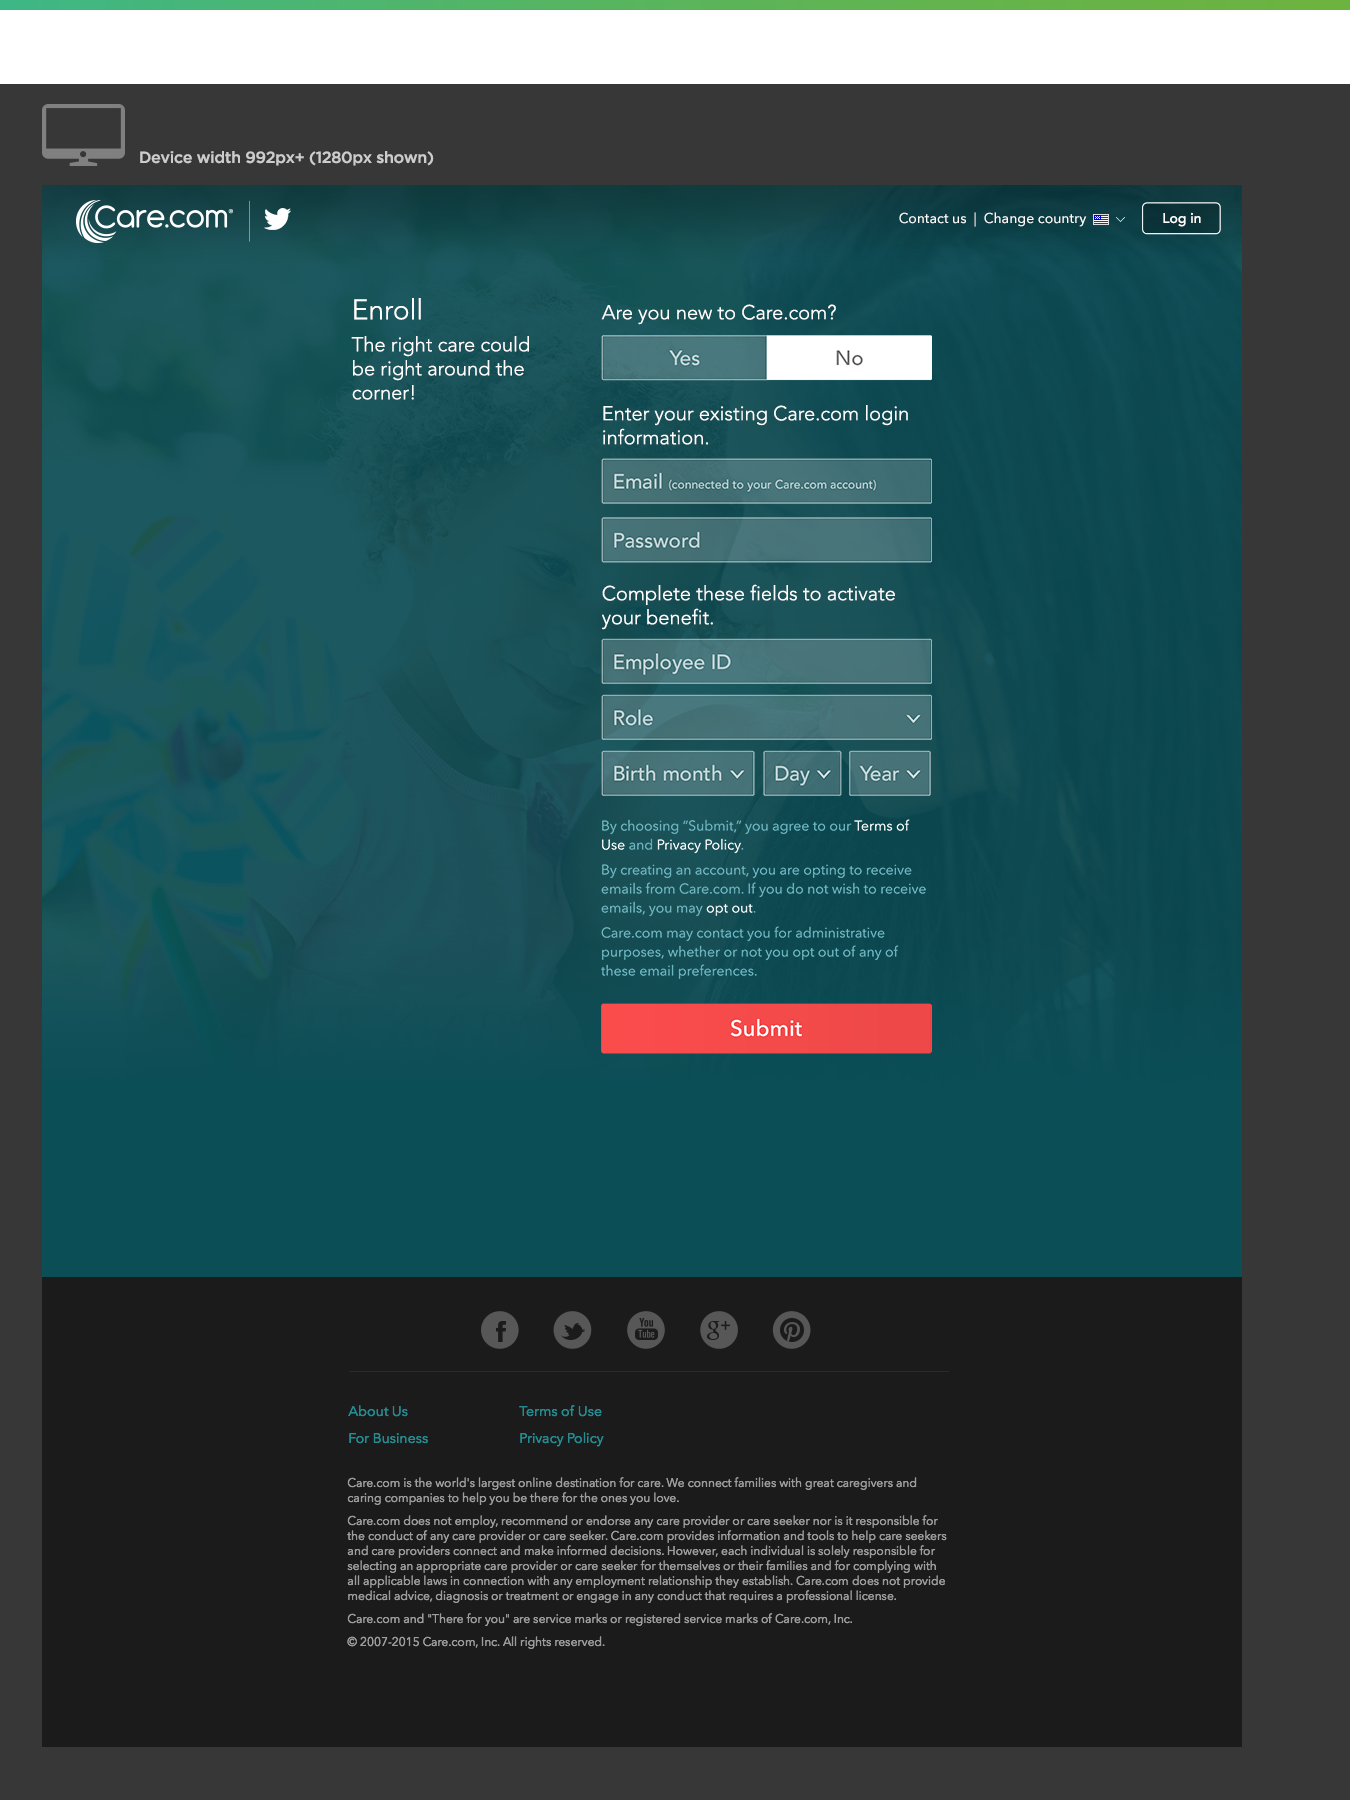 Device width 992px+ (1280px shown)
Care.com®
Contact us | Change country
Log in
Enroll
The right care could
be right around the
corner!
Are you new to Care.com?
Yes
No
Enter your existing Care.com login
information.
Email (connected to your Care.com account)
Password
Complete these fields to activate
your benefit.
Employee ID
Role
Birth month
Day
Year
By choosing “Submit,” you agree to our Terms of
Use and Privacy Policy.
By creating an account, you are opting to receive
emails from Care.com. If you do not wish to receive
emails, you may opt out.
Care.com may contact you for administrative
purposes, whether or not you opt out of any of
these email preferences.
Submit
f
You
Tube
g+
About Us
Terms of Use
For Business
Privacy Policy
Care.com is the world's largest online destination for care. We connect families with great caregivers and
caring companies to help you be there for the ones you love.
Care.com does not employ, recommend or endorse any care provider or care seeker nor is it responsible for
the conduct of any care provider or care seeker. Care.com provides information and tools to help care seekers
and care providers connect and make informed decisions. However, each individual is solely responsible for
selecting an appropriate care provider or care seeker for themselves or their families and for complying with
all applicable laws in connection with any employment relationship they establish. Care.com does not provide
medical advice, diagnosis or treatment or engage in any conduct that requires a professional license.
Care.com and "There for you" are service marks or registered service marks of Care.com, Inc.
© 2007-2015 Care.com, Inc. All rights reserved.